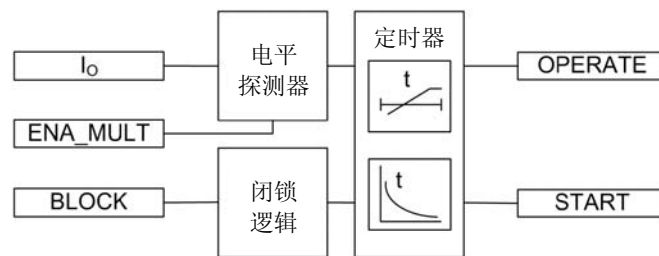 I₀
ENA_MULT
BLOCK
电平
探测器
闭锁
逻辑
定时器
t
t
OPERATE
START